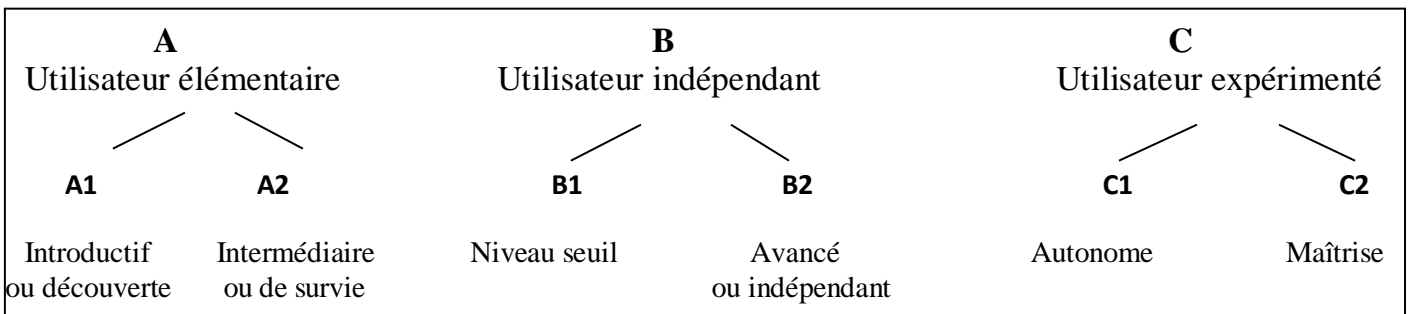 A B C
Utilisateur élémentaire Utilisateur indépendant Utilisateur expérimenté
A1 A2 B1 B2 C1 C2
Introductif Intermédiaire Niveau seuil Avancé Autonome Maîtrise
ou découverte ou de survie ou indépendant